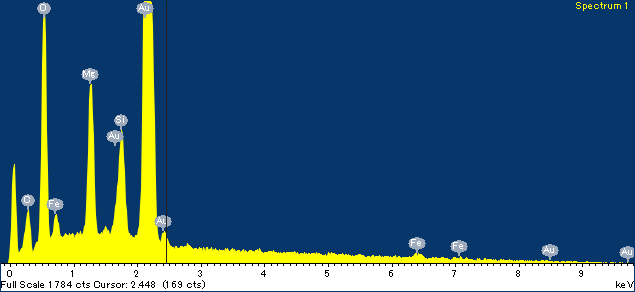 Spectrum 1
O Au
Mg
Si
Au
C Fe
Au
Fe Fe Au Au
0 1 2 3 4 5 6 7 8 9
Full Scale 1784 cts Cursor: 2.448 (169 cts) keV